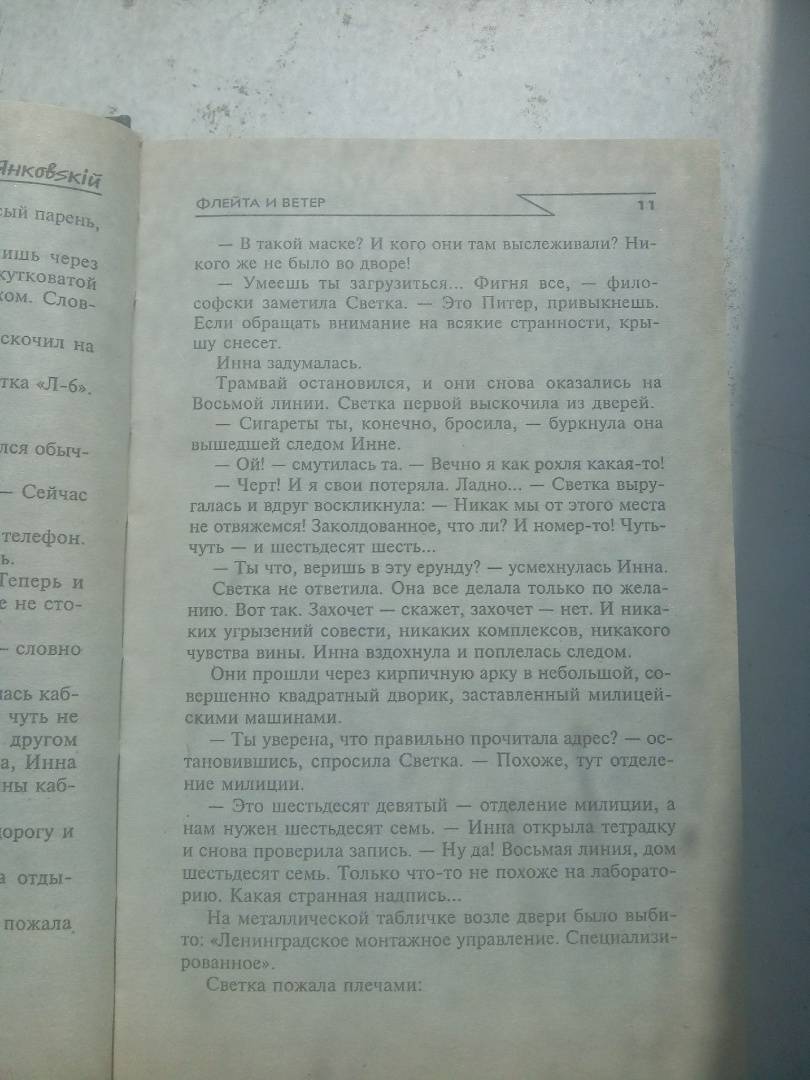 Янковскій
сый парень,
ишь через
жутковатой
ком. Слов-
скочил на
тка «Л-6».
лся обыч-
— Сейчас
телефон.
ь.
Теперь и
е не сто-
— словно
лась каб-
чуть не
другом
а, Инна
ны каб-
дорогу и
а отды-
пожала
ФЛЕЙТА И ВЕТЕР
11
— В такой маске? И кого они там выслеживали? Ни-
кого же не было во дворе!
— Умеешь ты загрузиться... Фигня все, — фило-
софски заметила Светка. — Это Питер, привыкнешь.
Если обращать внимание на всякие странности, кры-
шу снесет.
Инна задумалась.
Трамвай остановился, и они снова оказались на
Восьмой линии. Светка первой выскочила из дверей.
— Сигареты ты, конечно, бросила, — буркнула она
вышедшей следом Инне.
— Ой! — смутилась та. — Вечно я как рохля какая-то!
— Черт! И я свои потеряла. Ладно... — Светка выру-
галась и вдруг воскликнула: — Никак мы от этого места
не отвяжемся! Заколдованное, что ли? И номер-то! Чуть-
чуть — и шестьдесят шесть...
— Ты что, веришь в эту ерунду? — усмехнулась Инна.
Светка не ответила. Она все делала только по жела-
нию. Вот так. Захочет — скажет, захочет — нет. И ника-
ких угрызений совести, никаких комплексов, никакого
чувства вины. Инна вздохнула и поплелась следом.
Они прошли через кирпичную арку в небольшой, со-
вершенно квадратный дворик, заставленный милицей-
скими машинами.
— Ты уверена, что правильно прочитала адрес? — ос-
тановившись, спросила Светка. — Похоже, тут отделе-
ние милиции.
— Это шестьдесят девятый — отделение милиции, а
нам нужен шестьдесят семь. — Инна открыла тетрадку
и снова проверила запись. — Ну да! Восьмая линия, дом
шестьдесят семь. Только что-то не похоже на лаборато-
рию. Какая странная надпись...
На металлической табличке возле двери было выби-
то: «Ленинградское монтажное управление. Специализи-
рованное».
Светка пожала плечами: